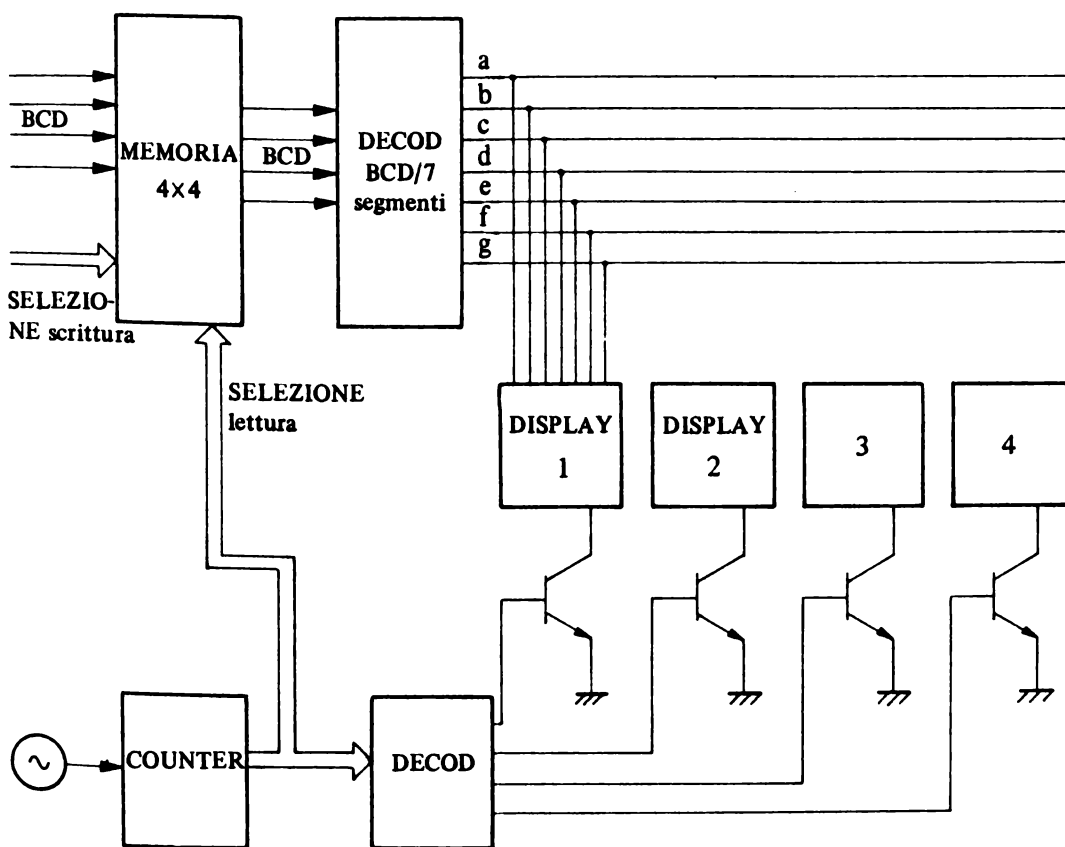 BCD
MEMORIA
4×4
SELEZIO-
NE scrittura
BCD
DECOD
BCD/7
segmenti
a
b
c
d
e
f
g
SELEZIONE
lettura
DISPLAY
1
DISPLAY
2
3
4
COUNTER
DECOD